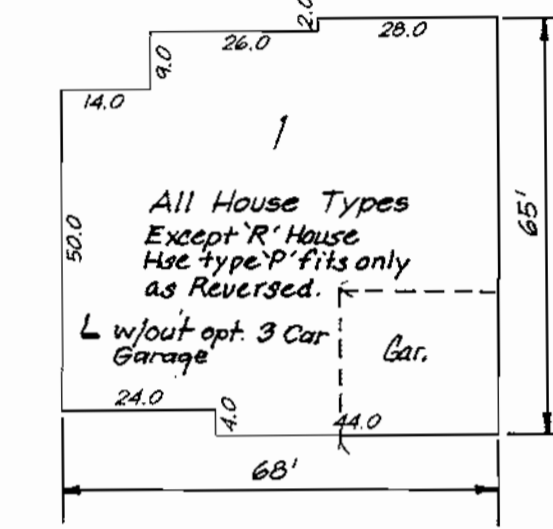 2.0
26.0
28.0
9.0
14.0
1
65'
50.0
All House Types
Except 'R' House
Hse type 'P' fits only
as Reversed.
L w/out opt. 3 Car
Garage
Gar.
24.0
4.0
44.0
68'